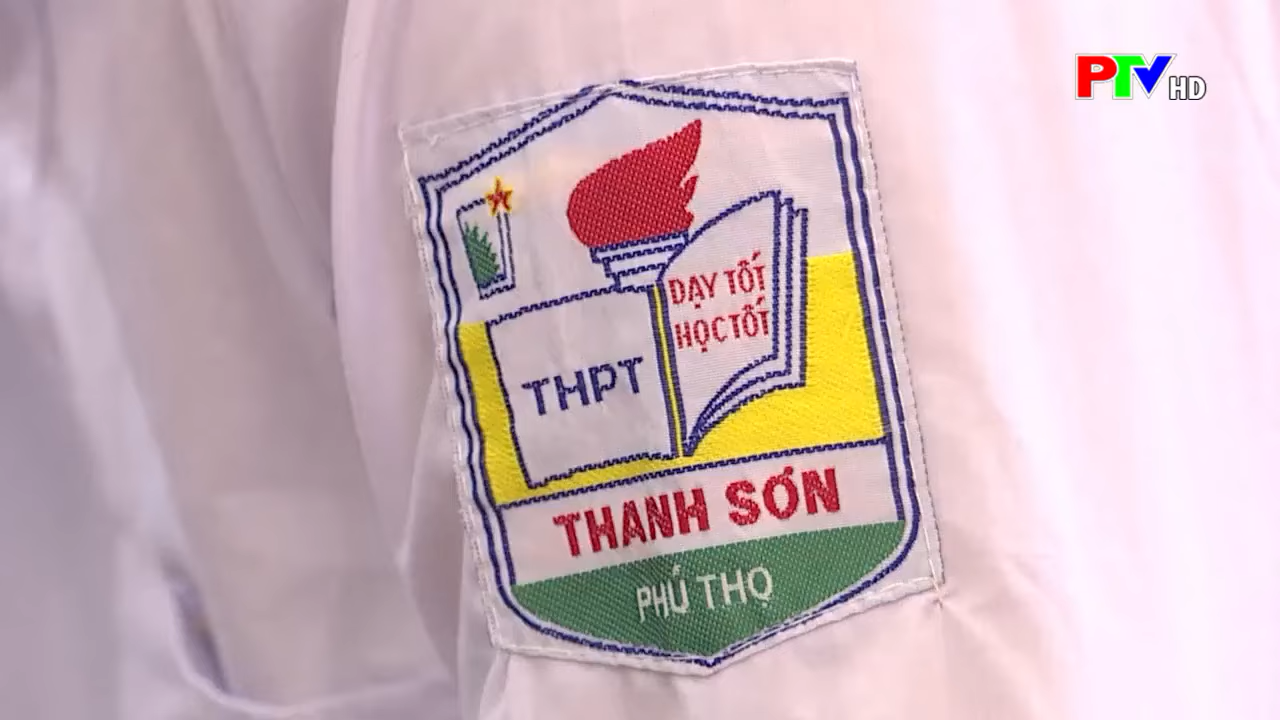 PTV HD
DẠY TỐT
HỌC TỐT
THPT
THANH SƠN
PHÚ THỌ